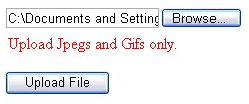 C:\Documents and Setting Browse...
Upload Jpegs and Gifs only.
Upload File